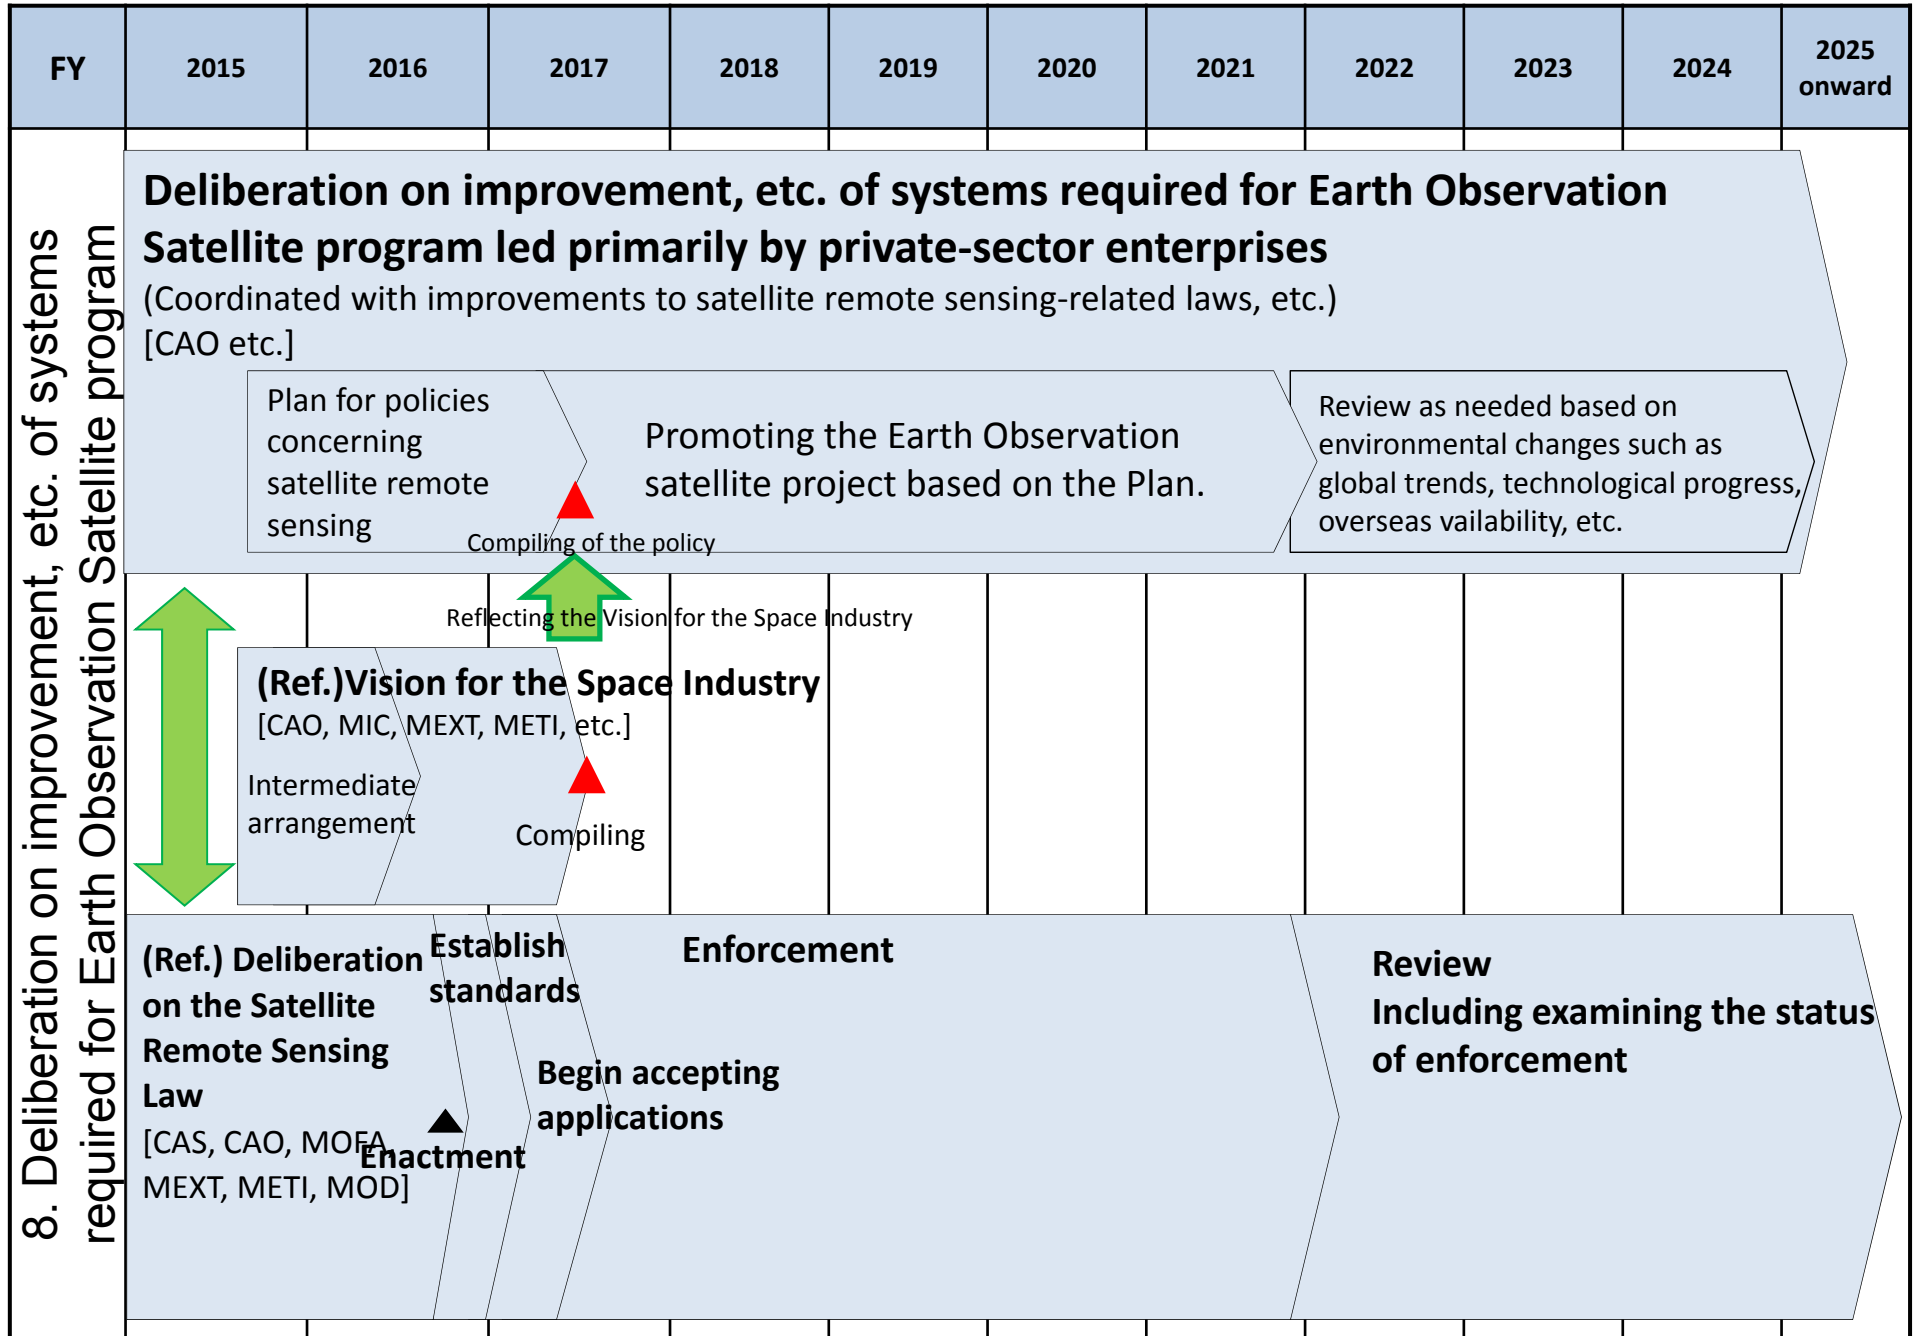 FY
2015
2016
2017
2018
2019
2020
2021
2022
2023
2024
2025
onward
8. Deliberation on improvement, etc. of systems
required for Earth Observation Satellite program
Deliberation on improvement, etc. of systems required for Earth Observation
Satellite program led primarily by private-sector enterprises
(Coordinated with improvements to satellite remote sensing-related laws, etc.)
[CAO etc.]
Plan for policies
concerning
satellite remote
sensing
Promoting the Earth Observation
satellite project based on the Plan.
Review as needed based on
environmental changes such as
global trends, technological progress,
overseas vailability, etc.
Compiling of the policy
Reflecting the Vision for the Space Industry
(Ref.)Vision for the Space Industry
[CAO, MIC, MEXT, METI, etc.]
Intermediate
arrangement
Compiling
(Ref.) Deliberation
on the Satellite
Remote Sensing
Law
[CAS, CAO, MOFA,
MEXT, METI, MOD]
Enactment
Establish
standards
Begin accepting
applications
Enforcement
Review
Including examining the status
of enforcement